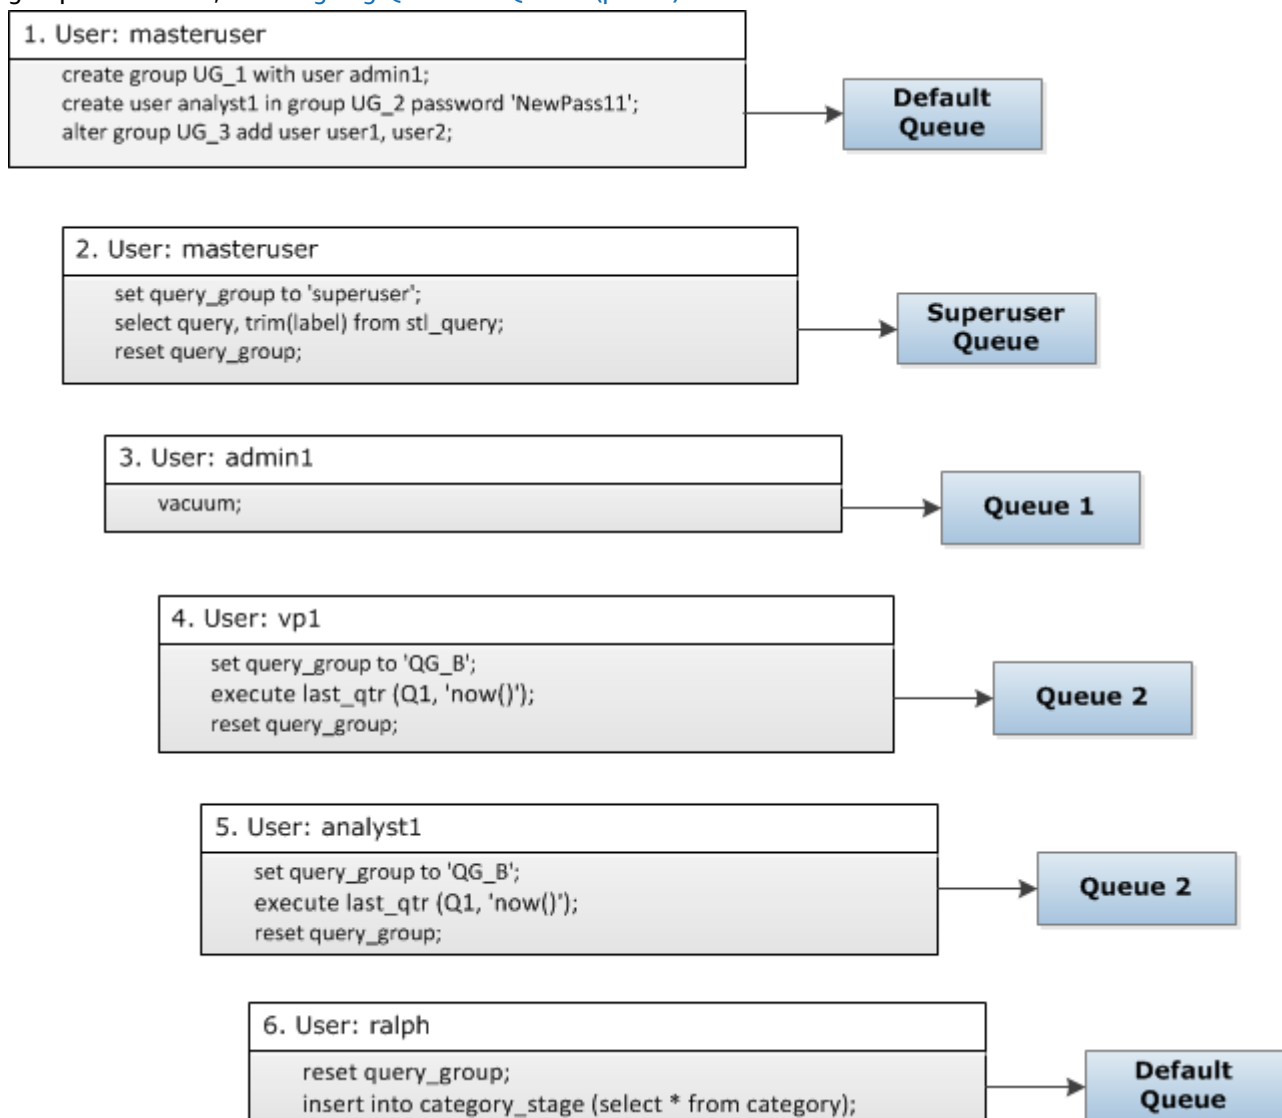 1. User: masteruser
create group UG_1 with user admin1;
create user analyst1 in group UG_2 password 'NewPass11';
alter group UG_3 add user user1, user2;
Default
Queue
2. User: masteruser
set query_group to 'superuser';
select query, trim(label) from stl_query;
reset query_group;
Superuser
Queue
3. User: admin1
vacuum;
Queue 1
4. User: vp1
set query_group to 'QG_B';
execute last_qtr (Q1, 'now()');
reset query_group;
Queue 2
5. User: analyst1
set query_group to 'QG_B';
execute last_qtr (Q1, 'now()');
reset query_group;
Queue 2
6. User: ralph
reset query_group;
insert into category_stage (select * from category);
Default
Queue